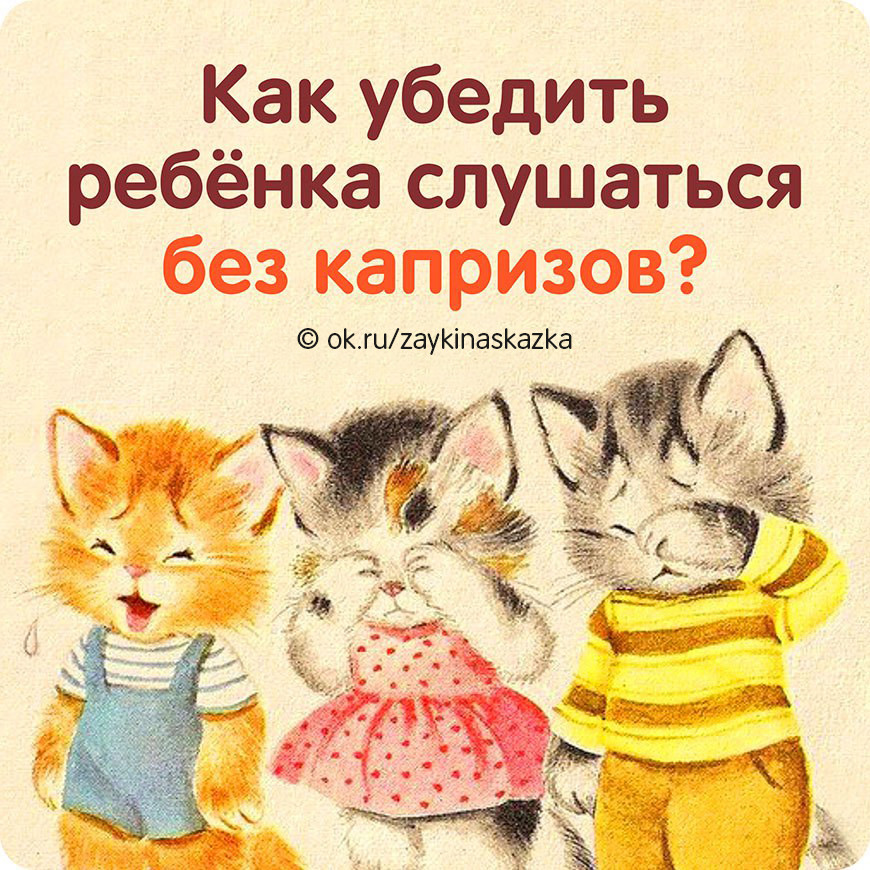 Как убедить
ребёнка слушаться
без капризов?
© ok.ru/zaykinaskazka